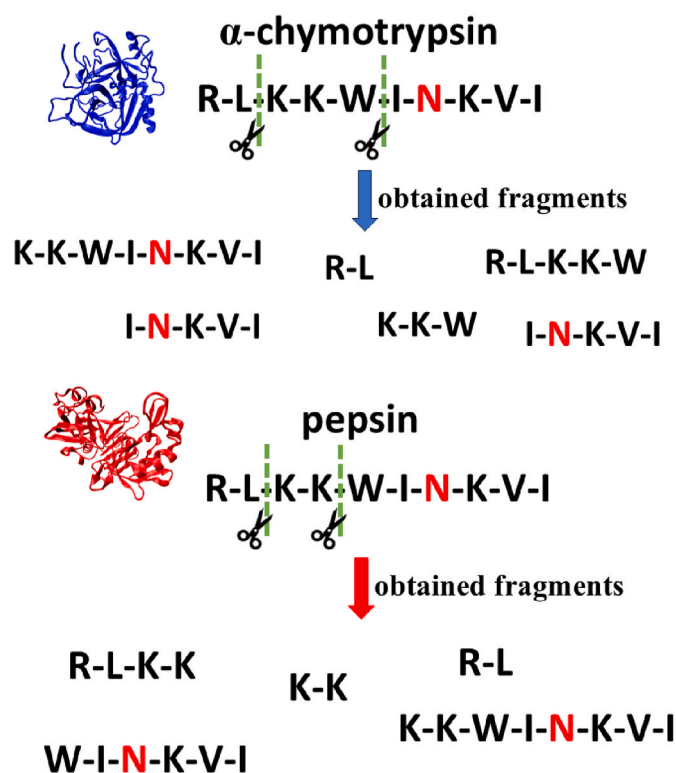 α-chymotrypsin
R-L-K-K-W-I-N-K-V-I
obtained fragments
K-K-W-I-N-K-V-I
R-L
R-L-K-K-W
I-N-K-V-I
K-K-W
I-N-K-V-I
pepsin
R-L-K-K-W-I-N-K-V-I
obtained fragments
R-L-K-K
K-K
R-L
K-K-W-I-N-K-V-I
W-I-N-K-V-I